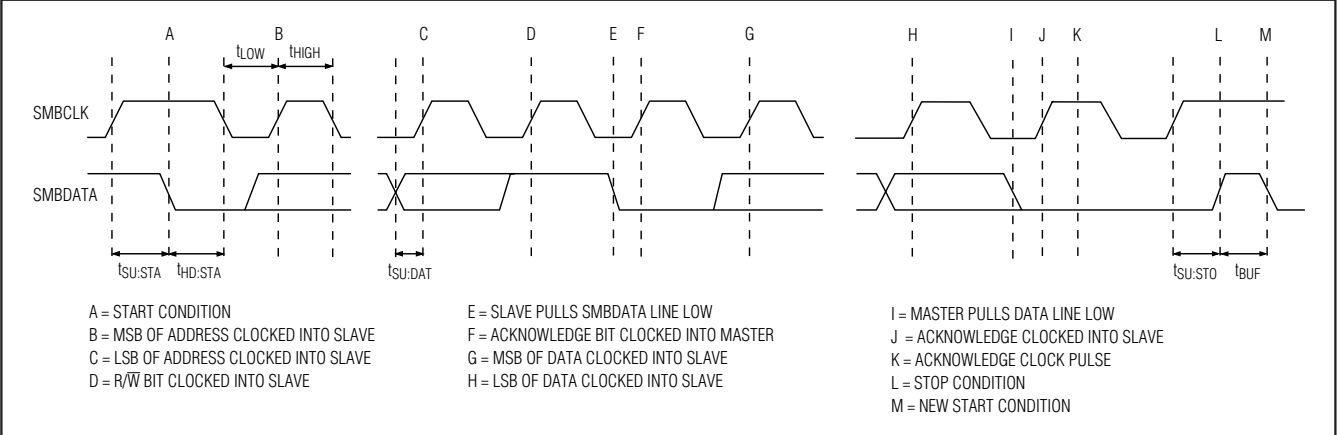 A B C D E F G H I J K L M
tLOW tHIGH
SMBCLK
SMBDATA
tSU:STA tHD:STA tSU:DAT tSU:STO tBUF
A = START CONDITION
B = MSB OF ADDRESS CLOCKED INTO SLAVE
C = LSB OF ADDRESS CLOCKED INTO SLAVE
D = R/W̅ BIT CLOCKED INTO SLAVE
E = SLAVE PULLS SMBDATA LINE LOW
F = ACKNOWLEDGE BIT CLOCKED INTO MASTER
G = MSB OF DATA CLOCKED INTO SLAVE
H = LSB OF DATA CLOCKED INTO SLAVE
I = MASTER PULLS DATA LINE LOW
J = ACKNOWLEDGE CLOCKED INTO SLAVE
K = ACKNOWLEDGE CLOCK PULSE
L = STOP CONDITION
M = NEW START CONDITION